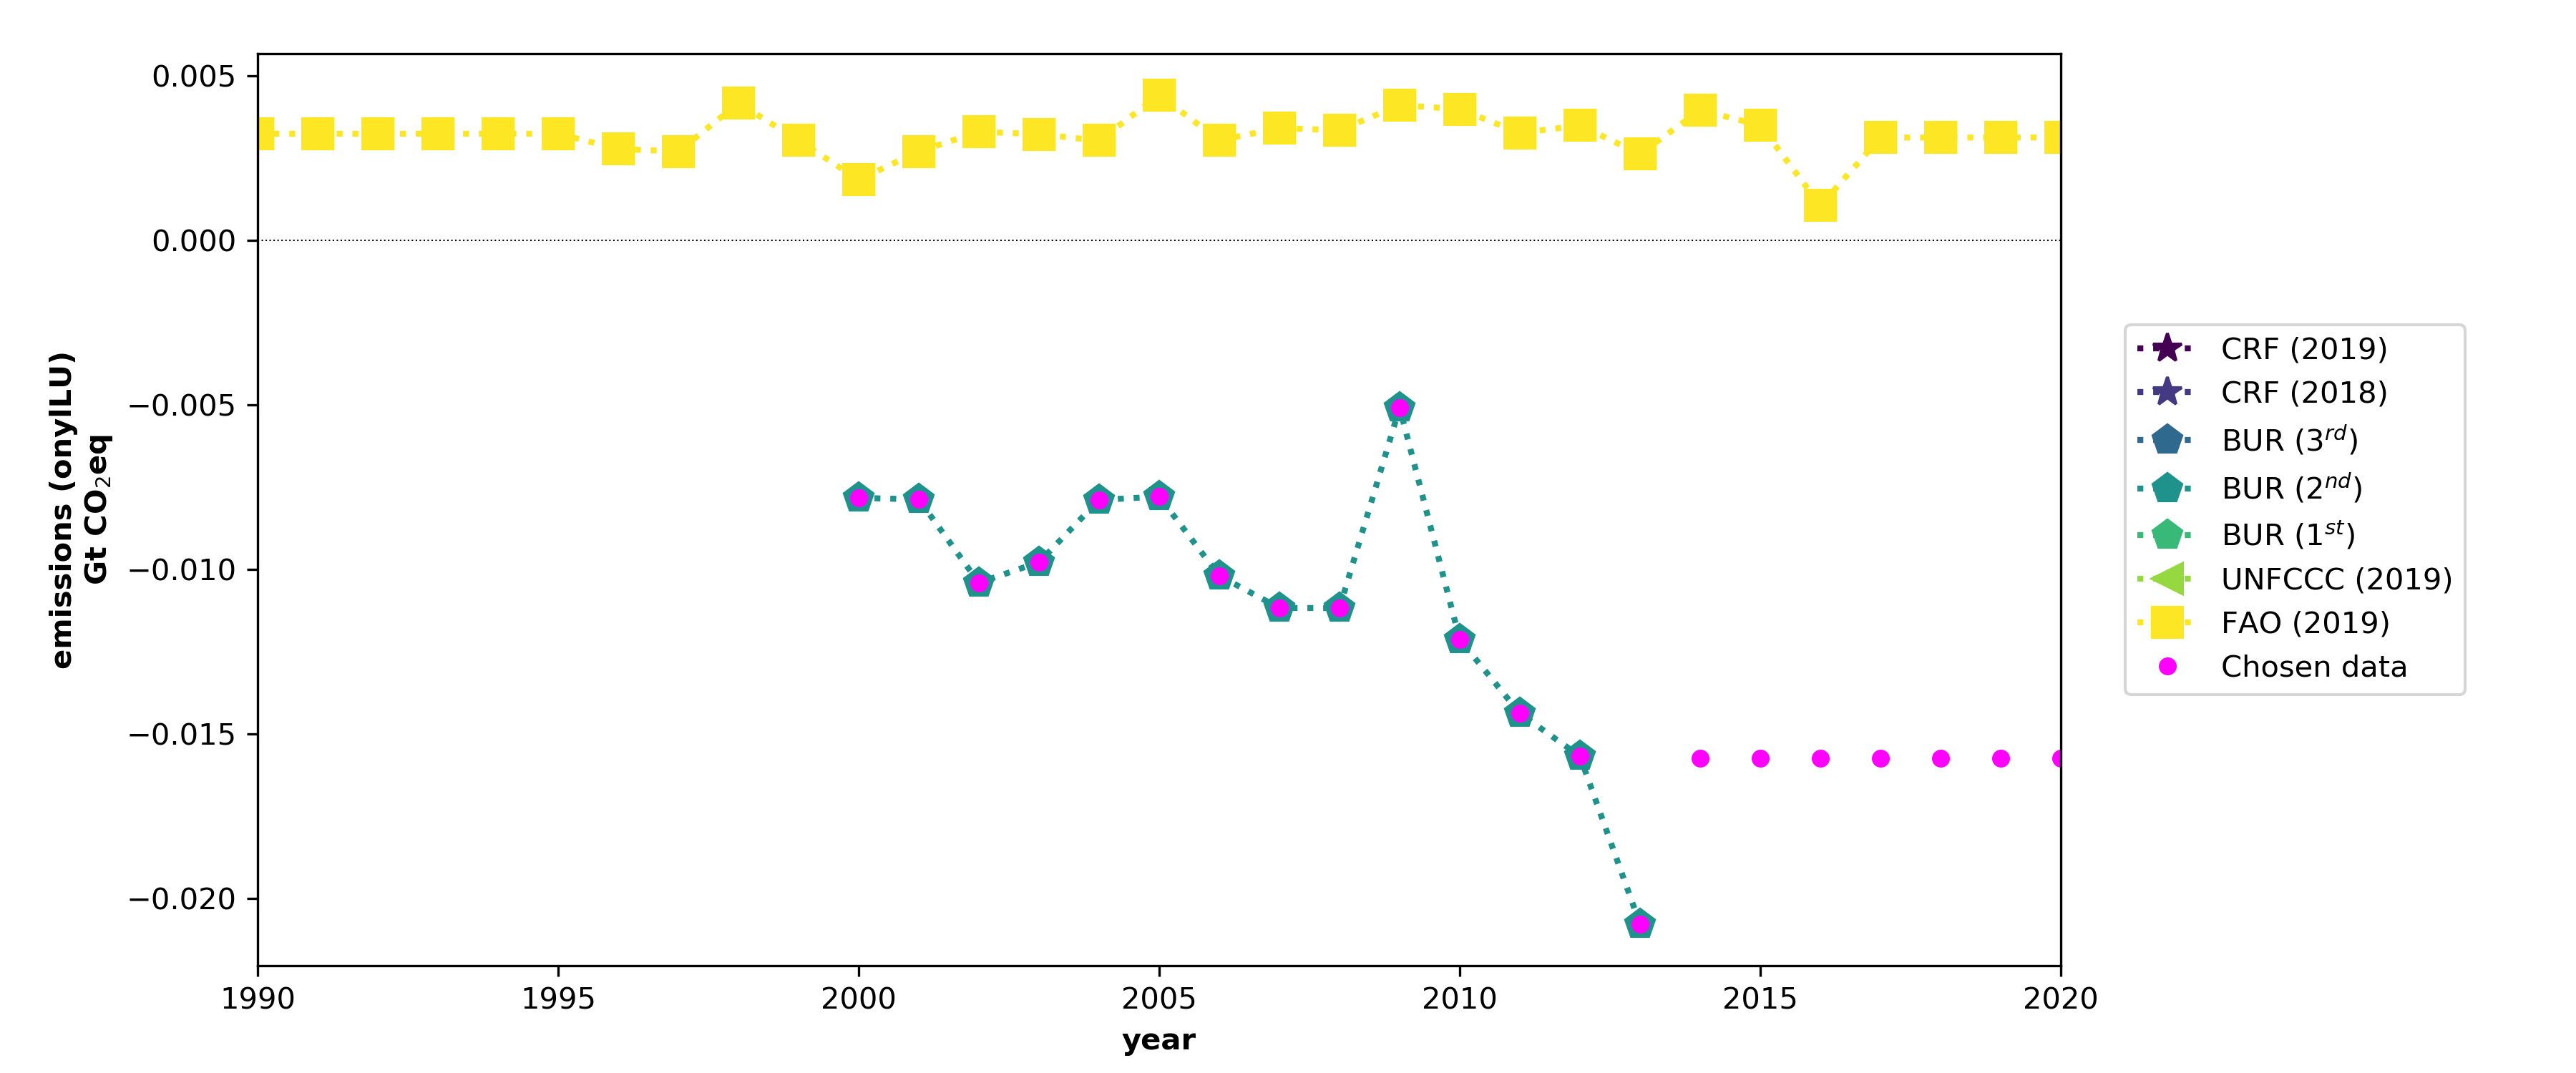 0.005
0.000
−0.005
−0.010
−0.015
−0.020
emissions (onylLU)
Gt CO₂eq
1990 1995 2000 2005 2010 2015 2020
year
CRF (2019)
CRF (2018)
BUR (3ʳᵈ)
BUR (2ⁿᵈ)
BUR (1ˢᵗ)
UNFCCC (2019)
FAO (2019)
Chosen data